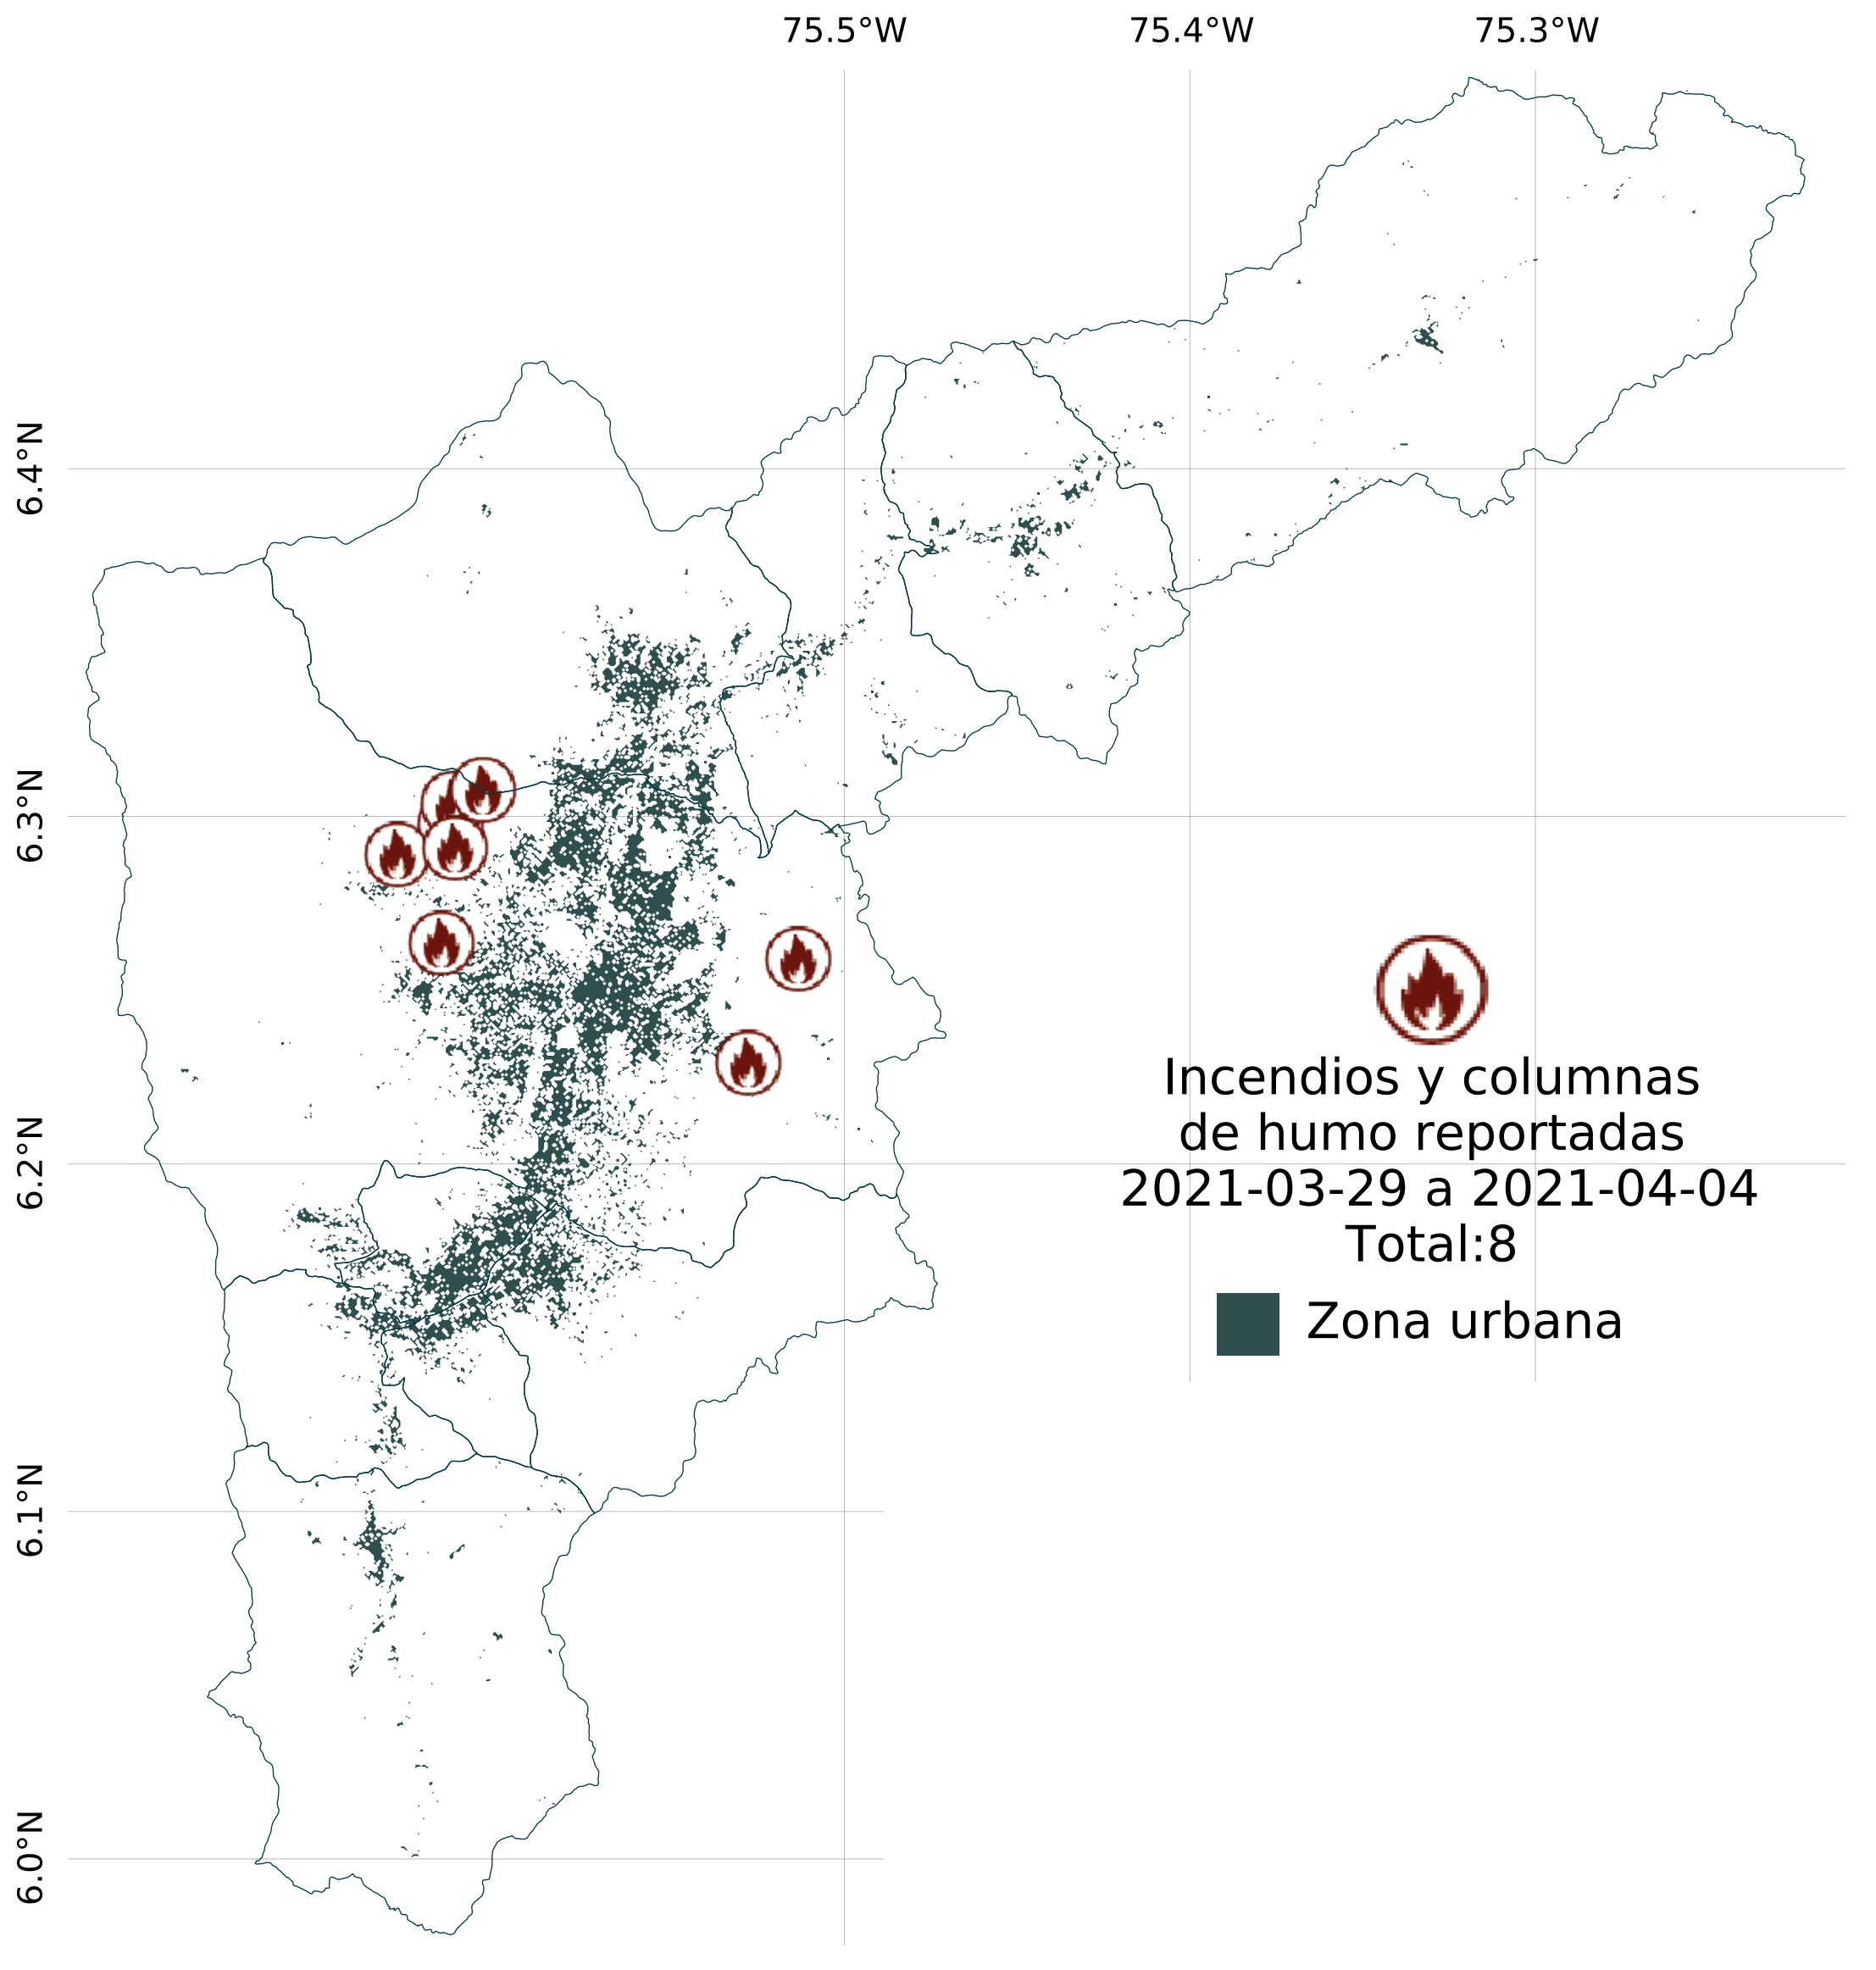 75.5°W
75.4°W
75.3°W
6.4°N
6.3°N
6.2°N
6.1°N
6.0°N
Incendios y columnas
de humo reportadas
2021-03-29 a 2021-04-04
Total:8
Zona urbana